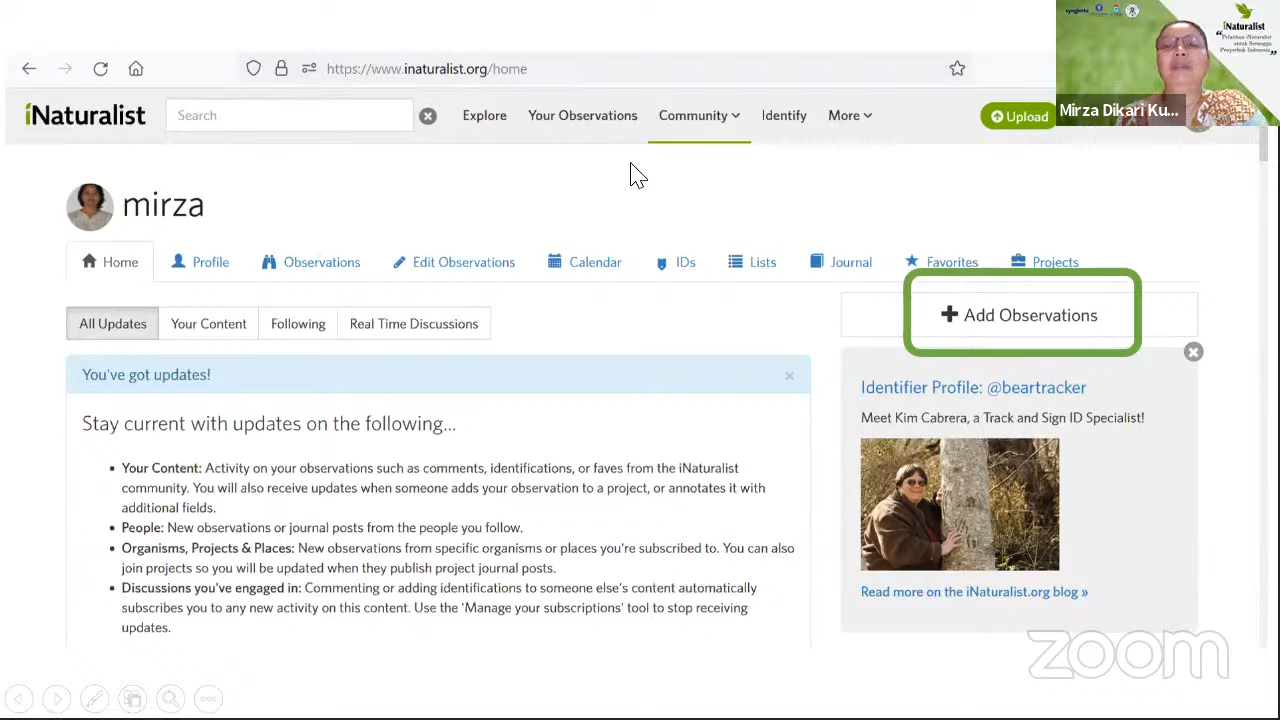 syngenta
iNaturalist
"Pelatihan iNaturalist
untuk Serangga
Penyerbuk Indonesia"
Mirza Dikari Ku...
https://www.inaturalist.org/home
iNaturalist
Search
Explore
Your Observations
Community
Identify
More
Upload
mirza
Home
Profile
Observations
Edit Observations
Calendar
IDs
Lists
Journal
Favorites
Projects
All Updates
Your Content
Following
Real Time Discussions
Add Observations
You've got updates!
Stay current with updates on the following...
Your Content: Activity on your observations such as comments, identifications, or faves from the iNaturalist
community. You will also receive updates when someone adds your observation to a project, or annotates it with
additional fields.
People: New observations or journal posts from the people you follow.
Organisms, Projects & Places: New observations from specific organisms or places you're subscribed to. You can also
join projects so you will be updated when they publish project journal posts.
Discussions you've engaged in: Commenting or adding identifications to someone else's content automatically
subscribes you to any new activity on this content. Use the 'Manage your subscriptions' tool to stop receiving
updates.
Identifier Profile: @beartracker
Meet Kim Cabrera, a Track and Sign ID Specialist!
Read more on the iNaturalist.org blog »
zoom